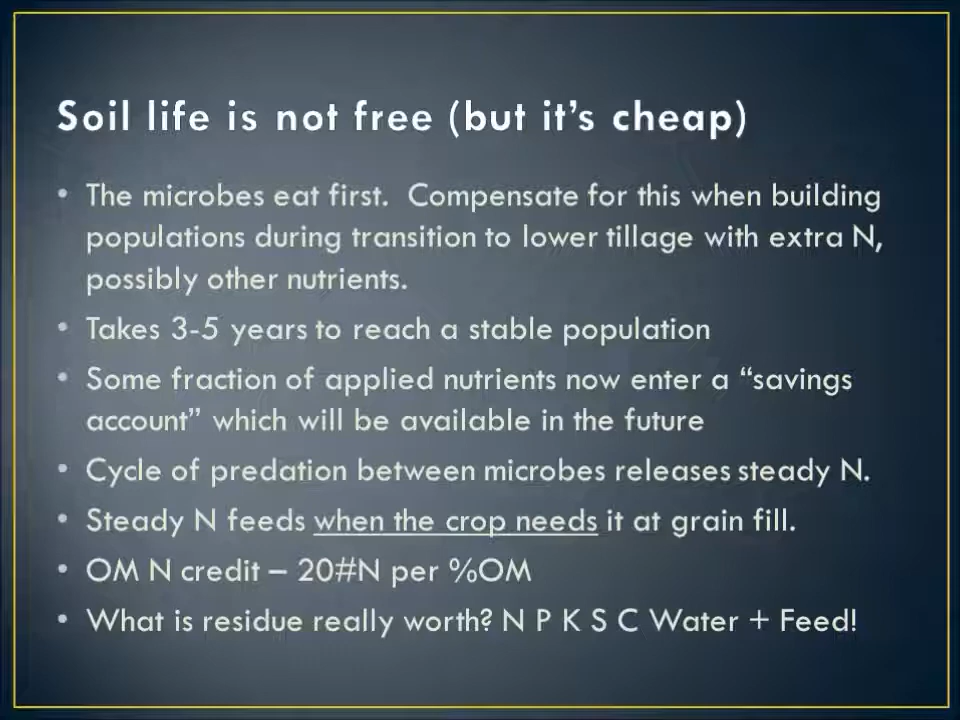 Soil life is not free (but it’s cheap)
• The microbes eat first.  Compensate for this when building
populations during transition to lower tillage with extra N,
possibly other nutrients.
• Takes 3-5 years to reach a stable population
• Some fraction of applied nutrients now enter a “savings
account” which will be available in the future
• Cycle of predation between microbes releases steady N.
• Steady N feeds when the crop needs it at grain fill.
• OM N credit – 20#N per %OM
• What is residue really worth? N P K S C Water + Feed!